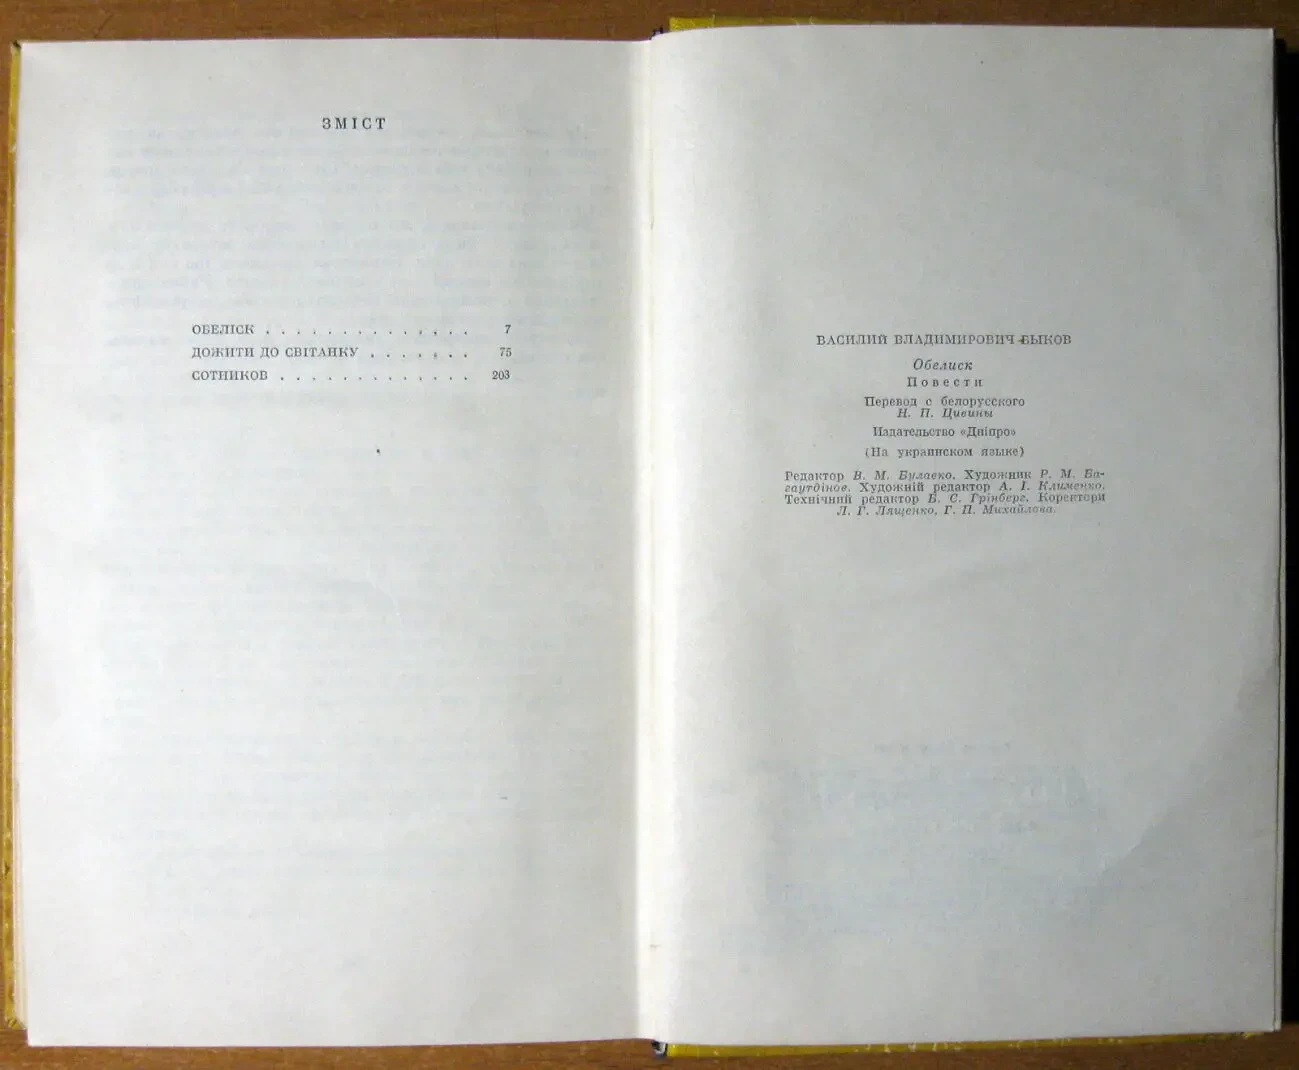 ЗМІСТ
ОБЕЛІСК . . . . . . . . . . . . . . 7
ДОЖИТИ ДО СВІТАНКУ . . . . . . . 75
СОТНИКОВ . . . . . . . . . . . . . 203
ВАСИЛИЙ ВЛАДИМИРОВИЧ БЫКОВ
Обелиск
Повести
Перевод с белорусского
Н. П. Цивины
Издательство «Дніпро»
(На украинском языке)
Редактор В. М. Булавко. Художник Р. М. Ба-
гаутдінов. Художній редактор А. І. Клименко.
Технічний редактор Б. С. Грінберг. Коректори
Л. Г. Лященко, Г. П. Михайлова.